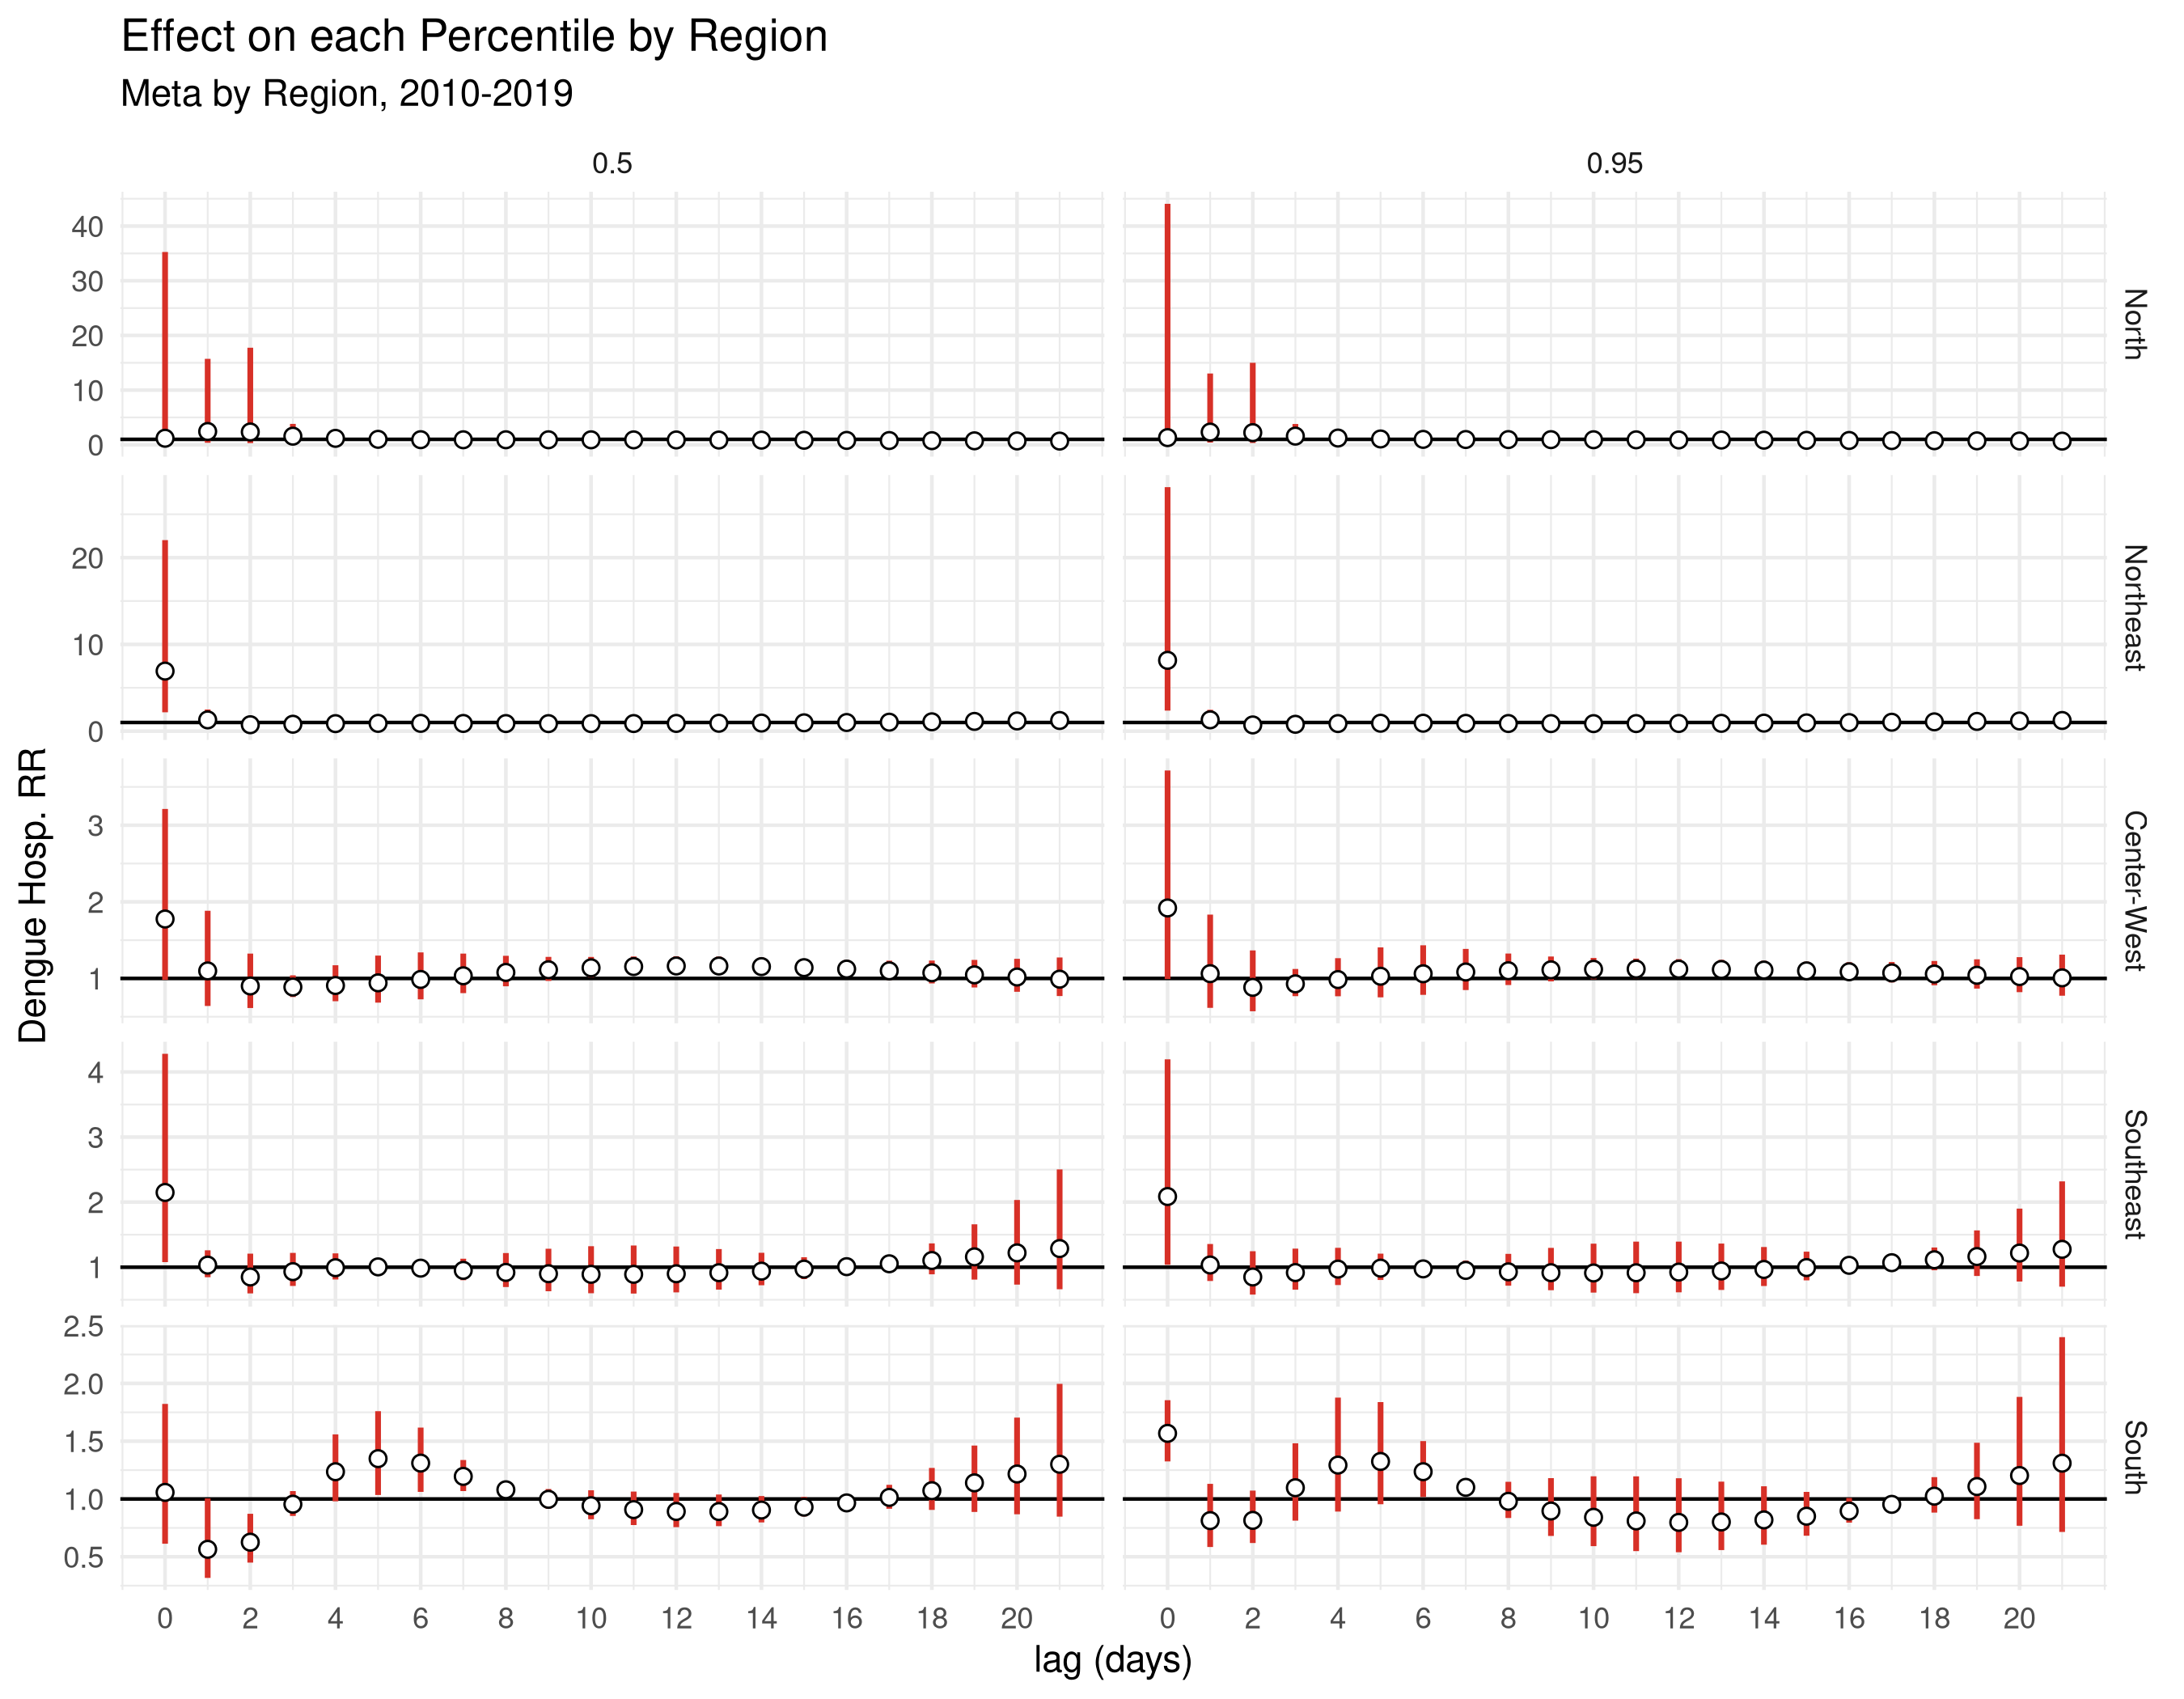 Effect on each Percentile by Region
Meta by Region, 2010-2019
0.5
0.95
40
30
20
10
0
North
20
10
0
Northeast
3
2
1
Center-West
4
3
2
1
Southeast
2.5
2.0
1.5
1.0
0.5
South
Dengue Hosp. RR
0 2 4 6 8 10 12 14 16 18 20
0 2 4 6 8 10 12 14 16 18 20
lag (days)